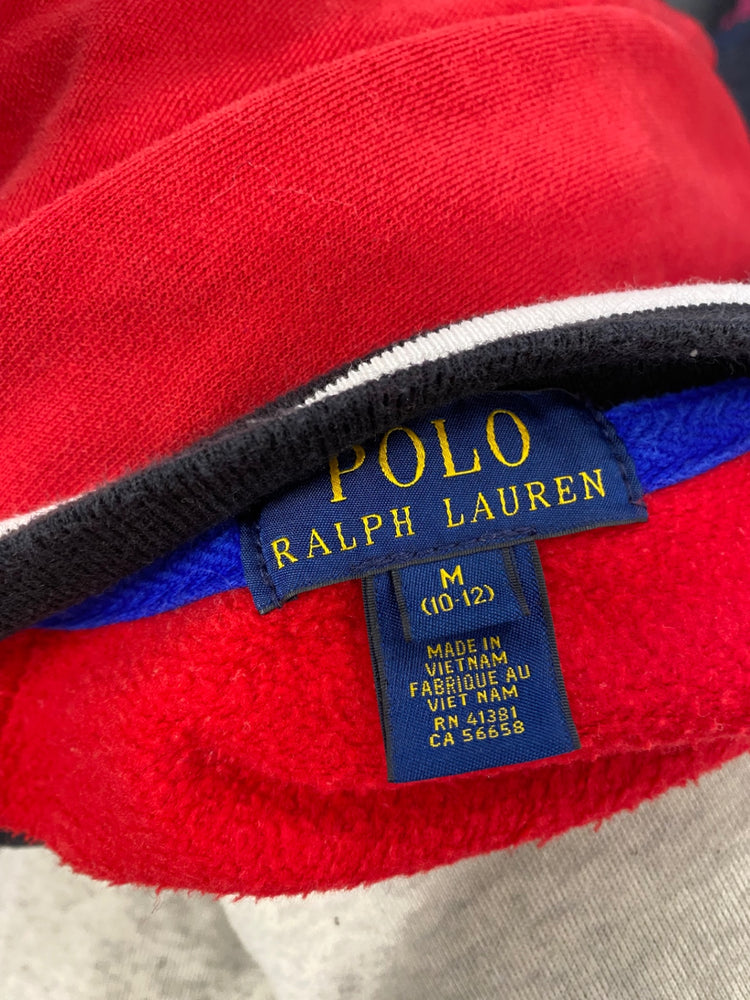 POLO
RALPH LAUREN
M
(10-12)
MADE IN
VIETNAM
FABRIQUE AU
VIET NAM
RN 41381
CA 56658